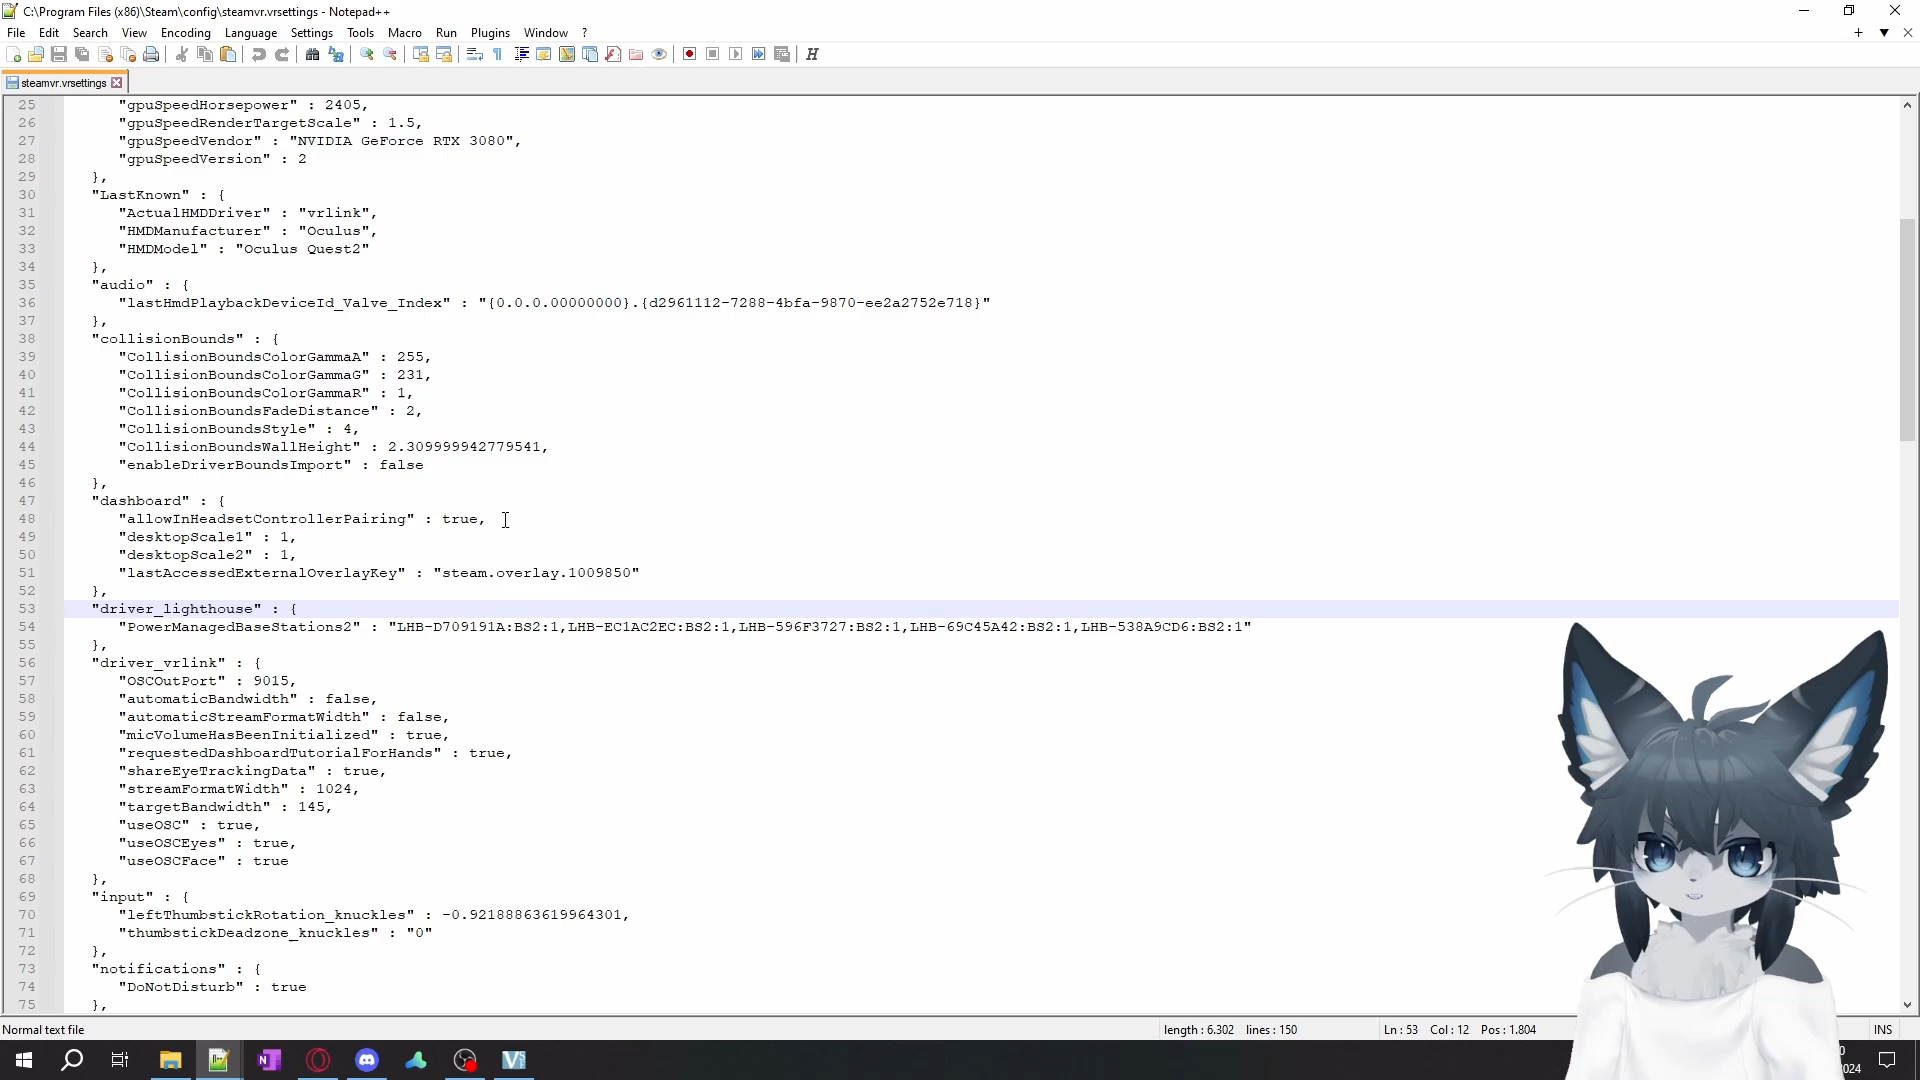 C:\Program Files (x86)\Steam\config\steamvr.vrsettings - Notepad++
File Edit Search View Encoding Language Settings Tools Macro Run Plugins Window ?
steamvr.vrsettings
25 "gpuSpeedHorsepower" : 2405,
26 "gpuSpeedRenderTargetScale" : 1.5,
27 "gpuSpeedVendor" : "NVIDIA GeForce RTX 3080",
28 "gpuSpeedVersion" : 2
29 },
30 "LastKnown" : {
31 "ActualHMDDriver" : "vrlink",
32 "HMDManufacturer" : "Oculus",
33 "HMDModel" : "Oculus Quest2"
34 },
35 "audio" : {
36 "lastHmdPlaybackDeviceId_Valve_Index" : "{0.0.0.00000000}.{d2961112-7288-4bfa-9870-ee2a2752e718}"
37 },
38 "collisionBounds" : {
39 "CollisionBoundsColorGammaA" : 255,
40 "CollisionBoundsColorGammaG" : 231,
41 "CollisionBoundsColorGammaR" : 1,
42 "CollisionBoundsFadeDistance" : 2,
43 "CollisionBoundsStyle" : 4,
44 "CollisionBoundsWallHeight" : 2.309999942779541,
45 "enableDriverBoundsImport" : false
46 },
47 "dashboard" : {
48 "allowInHeadsetControllerPairing" : true,
49 "desktopScale1" : 1,
50 "desktopScale2" : 1,
51 "lastAccessedExternalOverlayKey" : "steam.overlay.1009850"
52 },
53 "driver_lighthouse" : {
54 "PowerManagedBaseStations2" : "LHB-D709191A:BS2:1,LHB-EC1AC2EC:BS2:1,LHB-596F3727:BS2:1,LHB-69C45A42:BS2:1,LHB-538A9CD6:BS2:1"
55 },
56 "driver_vrlink" : {
57 "OSCOutPort" : 9015,
58 "automaticBandwidth" : false,
59 "automaticStreamFormatWidth" : false,
60 "micVolumeHasBeenInitialized" : true,
61 "requestedDashboardTutorialForHands" : true,
62 "shareEyeTrackingData" : true,
63 "streamFormatWidth" : 1024,
64 "targetBandwidth" : 145,
65 "useOSC" : true,
66 "useOSCEyes" : true,
67 "useOSCFace" : true
68 },
69 "input" : {
70 "leftThumbstickRotation_knuckles" : -0.92188863619964301,
71 "thumbstickDeadzone_knuckles" : "0"
72 },
73 "notifications" : {
74 "DoNotDisturb" : true
75 },
Normal text file length : 6.302 lines : 150 Ln : 53 Col : 12 Pos : 1.804 INS